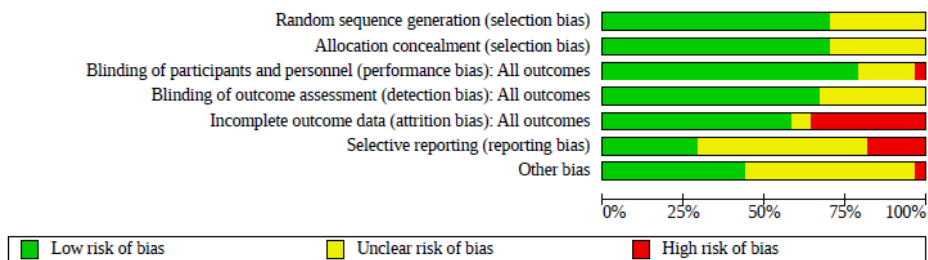 Random sequence generation (selection bias)
Allocation concealment (selection bias)
Blinding of participants and personnel (performance bias): All outcomes
Blinding of outcome assessment (detection bias): All outcomes
Incomplete outcome data (attrition bias): All outcomes
Selective reporting (reporting bias)
Other bias
0% 25% 50% 75% 100%
Low risk of bias Unclear risk of bias High risk of bias